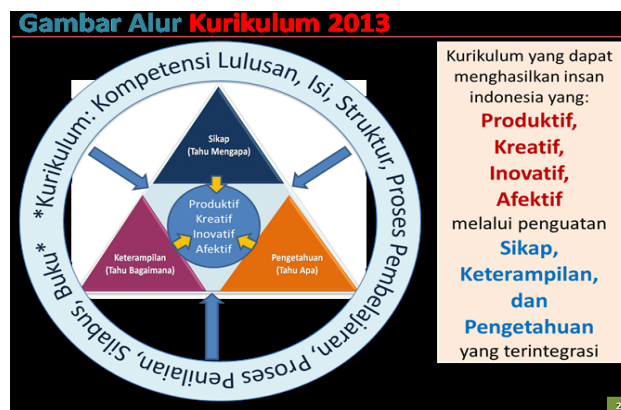 Gambar Alur Kurikulum 2013
*Kurikulum: Kompetensi Lulusan, Isi, Struktur, Proses Pembelajaran, Proses Penilaian, Silabus, Buku*
Sikap
(Tahu Mengapa)
Produktif
Kreatif
Inovatif
Afektif
Keterampilan
(Tahu Bagaimana)
Pengetahuan
(Tahu Apa)
Kurikulum yang dapat
menghasilkan insan
indonesia yang:
Produktif,
Kreatif,
Inovatif,
Afektif
melalui penguatan
Sikap,
Keterampilan,
dan
Pengetahuan
yang terintegrasi
2